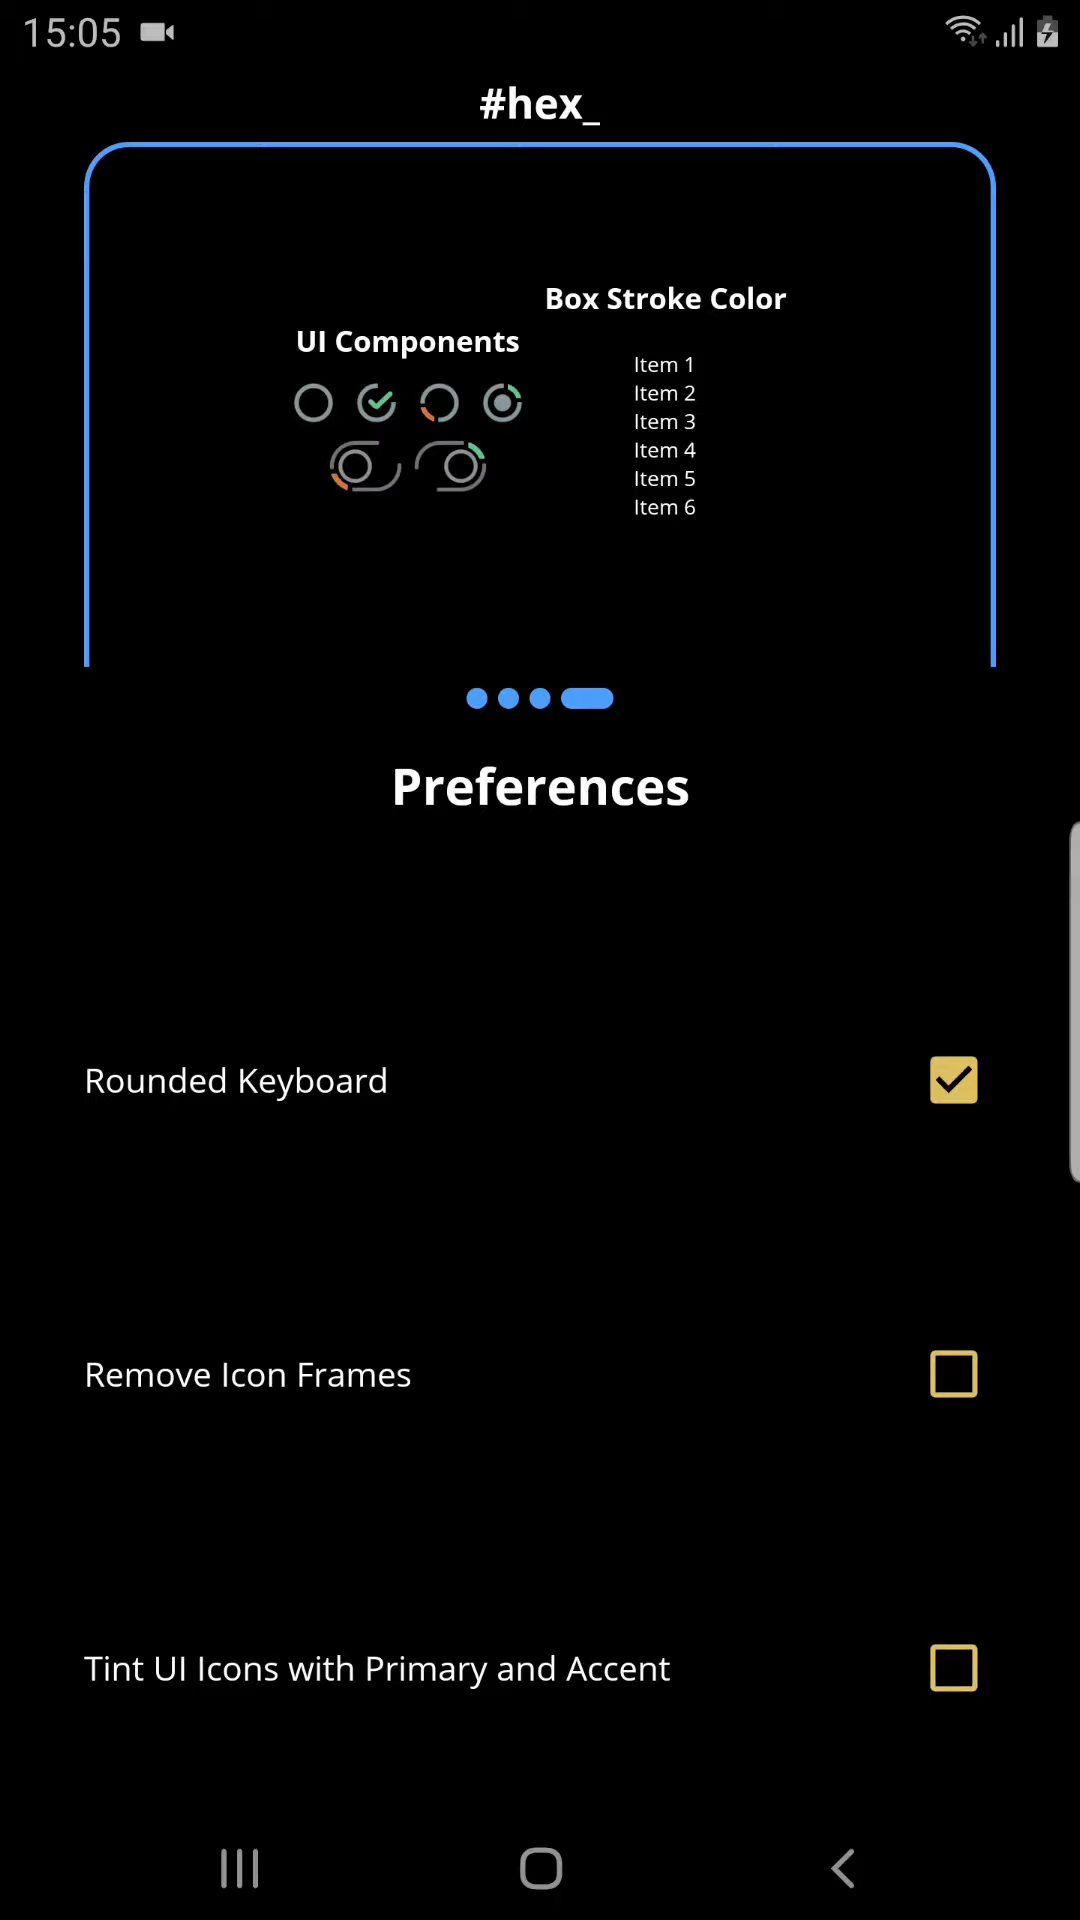 15:05
#hex_
Box Stroke Color
UI Components
Item 1
Item 2
Item 3
Item 4
Item 5
Item 6
Preferences
Rounded Keyboard
Remove Icon Frames
Tint UI Icons with Primary and Accent